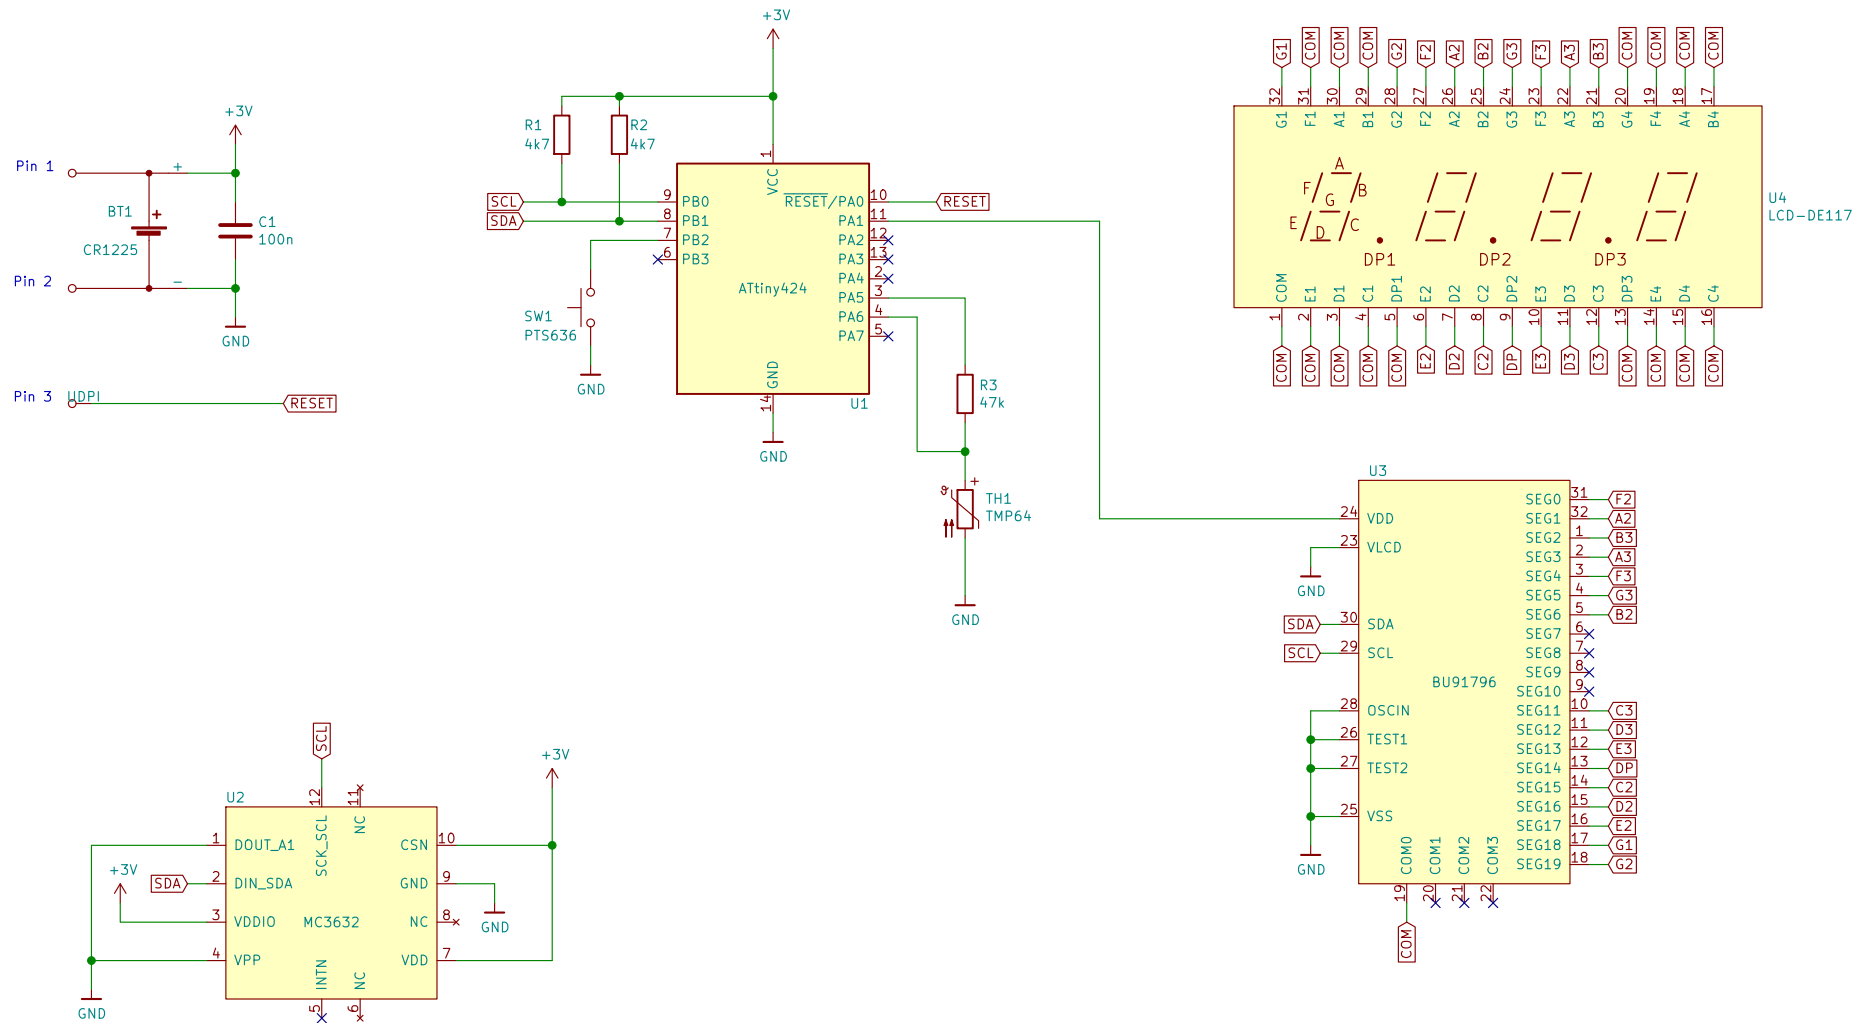 +3V
Pin 1
+
BT1
CR1225
C1
100n
Pin 2
−
GND
Pin 3
UDPI
RESET
+3V
R1
4k7
R2
4k7
SCL
SDA
9 PB0
8 PB1
7 PB2
6 PB3
1
VCC
RESET/PA0 10
PA1 11
PA2 12
PA3 13
PA4 2
PA5 3
PA6 4
PA7 5
ATtiny424
GND
14
U1
GND
RESET
SW1
PTS636
GND
R3
47k
+
TH1
TMP64
GND
G1 COM COM COM G2 F2 A2 B2 G3 F3 A3 B3 COM COM COM COM
32 31 30 29 28 27 26 25 24 23 22 21 20 19 18 17
G1 F1 A1 B1 G2 F2 A2 B2 G3 F3 A3 B3 G4 F4 A4 B4
A
F B
G
E C
D
DP1 DP2 DP3
U4
LCD-DE117
COM E1 D1 C1 DP1 E2 D2 C2 DP2 E3 D3 C3 DP3 E4 D4 C4
1 2 3 4 5 6 7 8 9 10 11 12 13 14 15 16
COM COM COM COM COM E2 D2 C2 DP E3 D3 C3 COM COM COM COM
U3
24 VDD
23 VLCD
GND
SDA 30 SDA
SCL 29 SCL
BU91796
28 OSCIN
26 TEST1
27 TEST2
25 VSS
GND
SEG0 31 F2
SEG1 32 A2
SEG2 1 B3
SEG3 2 A3
SEG4 3 F3
SEG5 4 G3
SEG6 5 B2
SEG7 6
SEG8 7
SEG9 8
SEG10 9
SEG11 10 C3
SEG12 11 D3
SEG13 12 E3
SEG14 13 DP
SEG15 14 C2
SEG16 15 D2
SEG17 16 E2
SEG18 17 G1
SEG19 18 G2
COM0 COM1 COM2 COM3
19 20 21 22
COM
SCL
+3V
U2
12 11
SCK_SCL NC
1 DOUT_A1
+3V
SDA 2 DIN_SDA
3 VDDIO
4 VPP
MC3632
CSN 10
GND 9
NC 8
VDD 7
GND
INTN NC
5 6
GND